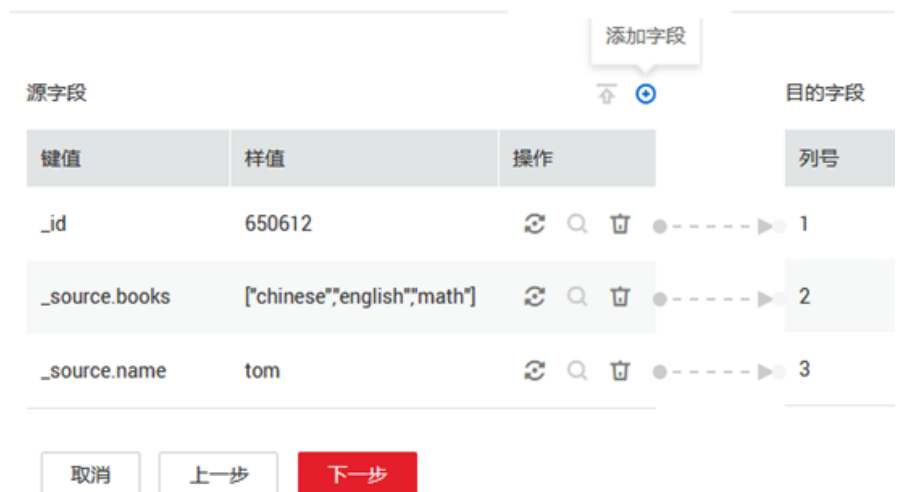 添加字段
源字段 目的字段
键值 样值 操作 列号
_id 650612 1
_source.books ["chinese","english","math"] 2
_source.name tom 3
取消 上一步 下一步